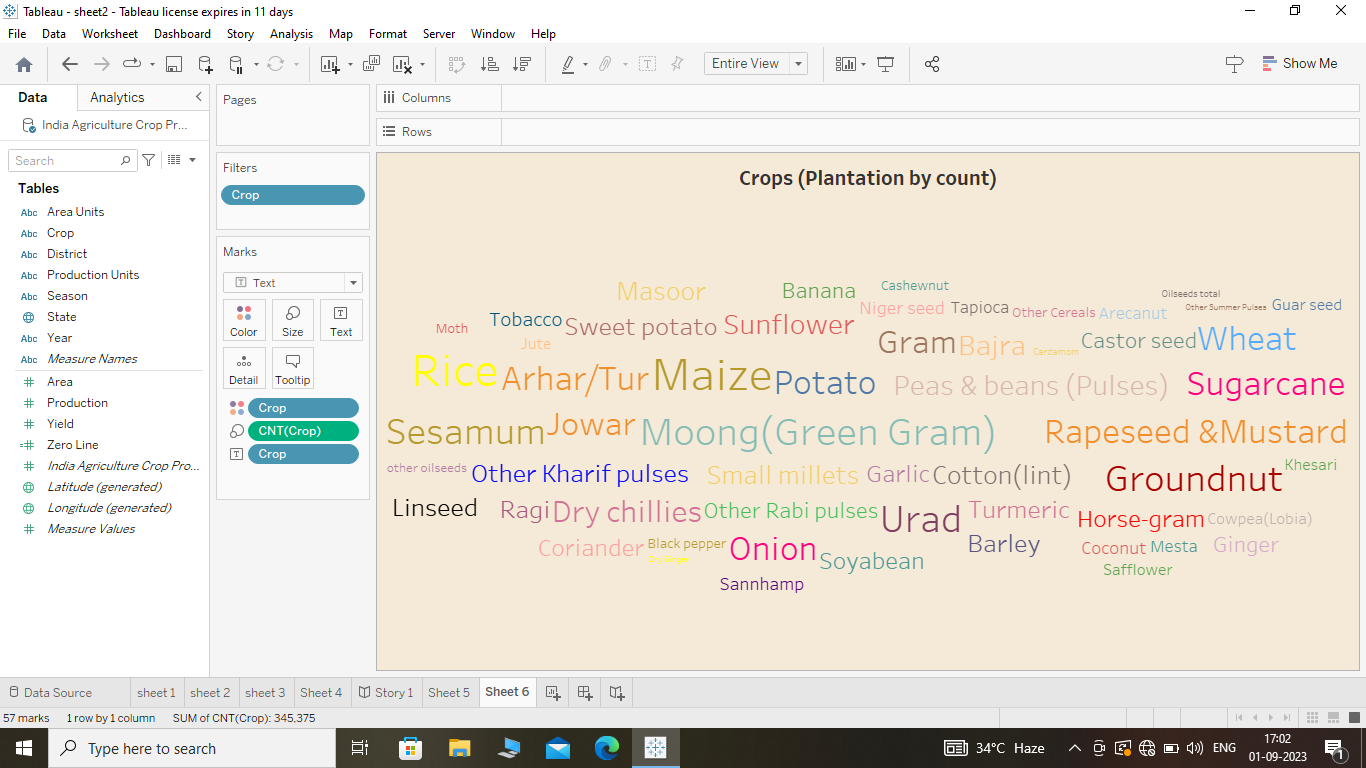 Tableau - sheet2 - Tableau license expires in 11 days
File Data Worksheet Dashboard Story Analysis Map Format Server Window Help
Entire View
Show Me
Data Analytics
India Agriculture Crop Pr...
Search
Tables
Abc Area Units
Abc Crop
Abc District
Abc Production Units
Abc Season
State
Abc Year
Abc Measure Names
Area
Production
Yield
Zero Line
India Agriculture Crop Pro...
Latitude (generated)
Longitude (generated)
Measure Values
Pages
Filters
Crop
Marks
Text
Color Size Text
Detail Tooltip
Crop
CNT(Crop)
Crop
Columns
Rows
Crops (Plantation by count)
Masoor Banana Cashewnut Oilseeds total
Niger seed Tapioca Other Cereals Arecanut Other Summer Pulses Guar seed
Moth Tobacco Sweet potato Sunflower
Jute Gram Bajra Cardamom Castor seed Wheat
Rice Arhar/Tur Maize Potato Peas & beans (Pulses) Sugarcane
Sesamum Jowar Moong(Green Gram) Rapeseed &Mustard
other oilseeds Other Kharif pulses Small millets Garlic Cotton(lint) Groundnut Khesari
Linseed Ragi Dry chillies Other Rabi pulses Urad Turmeric Horse-gram Cowpea(Lobia)
Coriander Black pepper Onion Soyabean Barley Coconut Mesta Ginger
Dry Ginger Safflower
Sannhamp
Data Source sheet 1 sheet 2 sheet 3 Sheet 4 Story 1 Sheet 5 Sheet 6
57 marks 1 row by 1 column SUM of CNT(Crop): 345,375
Type here to search
34°C Haze ENG 17:02
01-09-2023
1